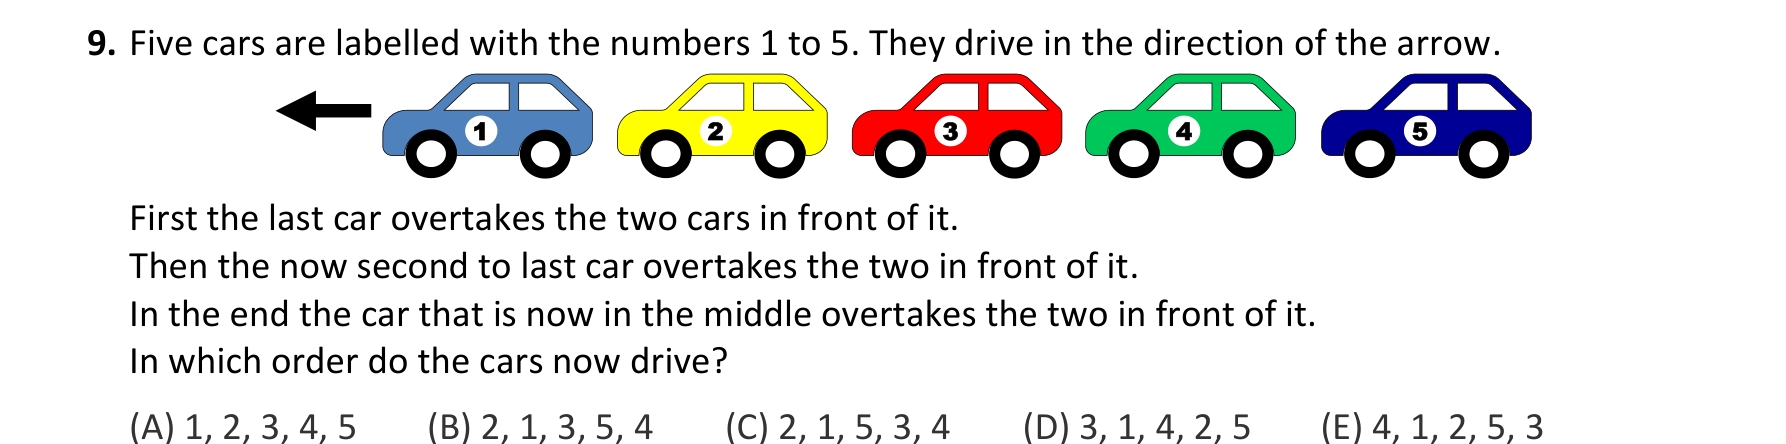 9. Five cars are labelled with the numbers 1 to 5. They drive in the direction of the arrow.
1 2 3 4 5
First the last car overtakes the two cars in front of it.
Then the now second to last car overtakes the two in front of it.
In the end the car that is now in the middle overtakes the two in front of it.
In which order do the cars now drive?
(A) 1, 2, 3, 4, 5 (B) 2, 1, 3, 5, 4 (C) 2, 1, 5, 3, 4 (D) 3, 1, 4, 2, 5 (E) 4, 1, 2, 5, 3